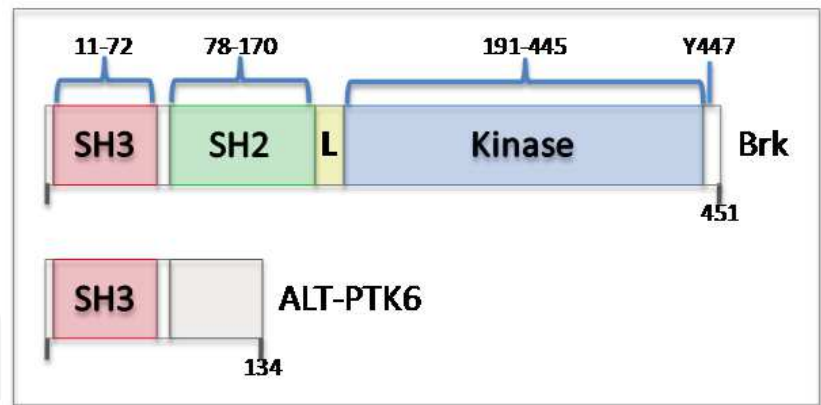 11-72 78-170 191-445 Y447
SH3 SH2 L Kinase Brk
451
SH3 ALT-PTK6
134